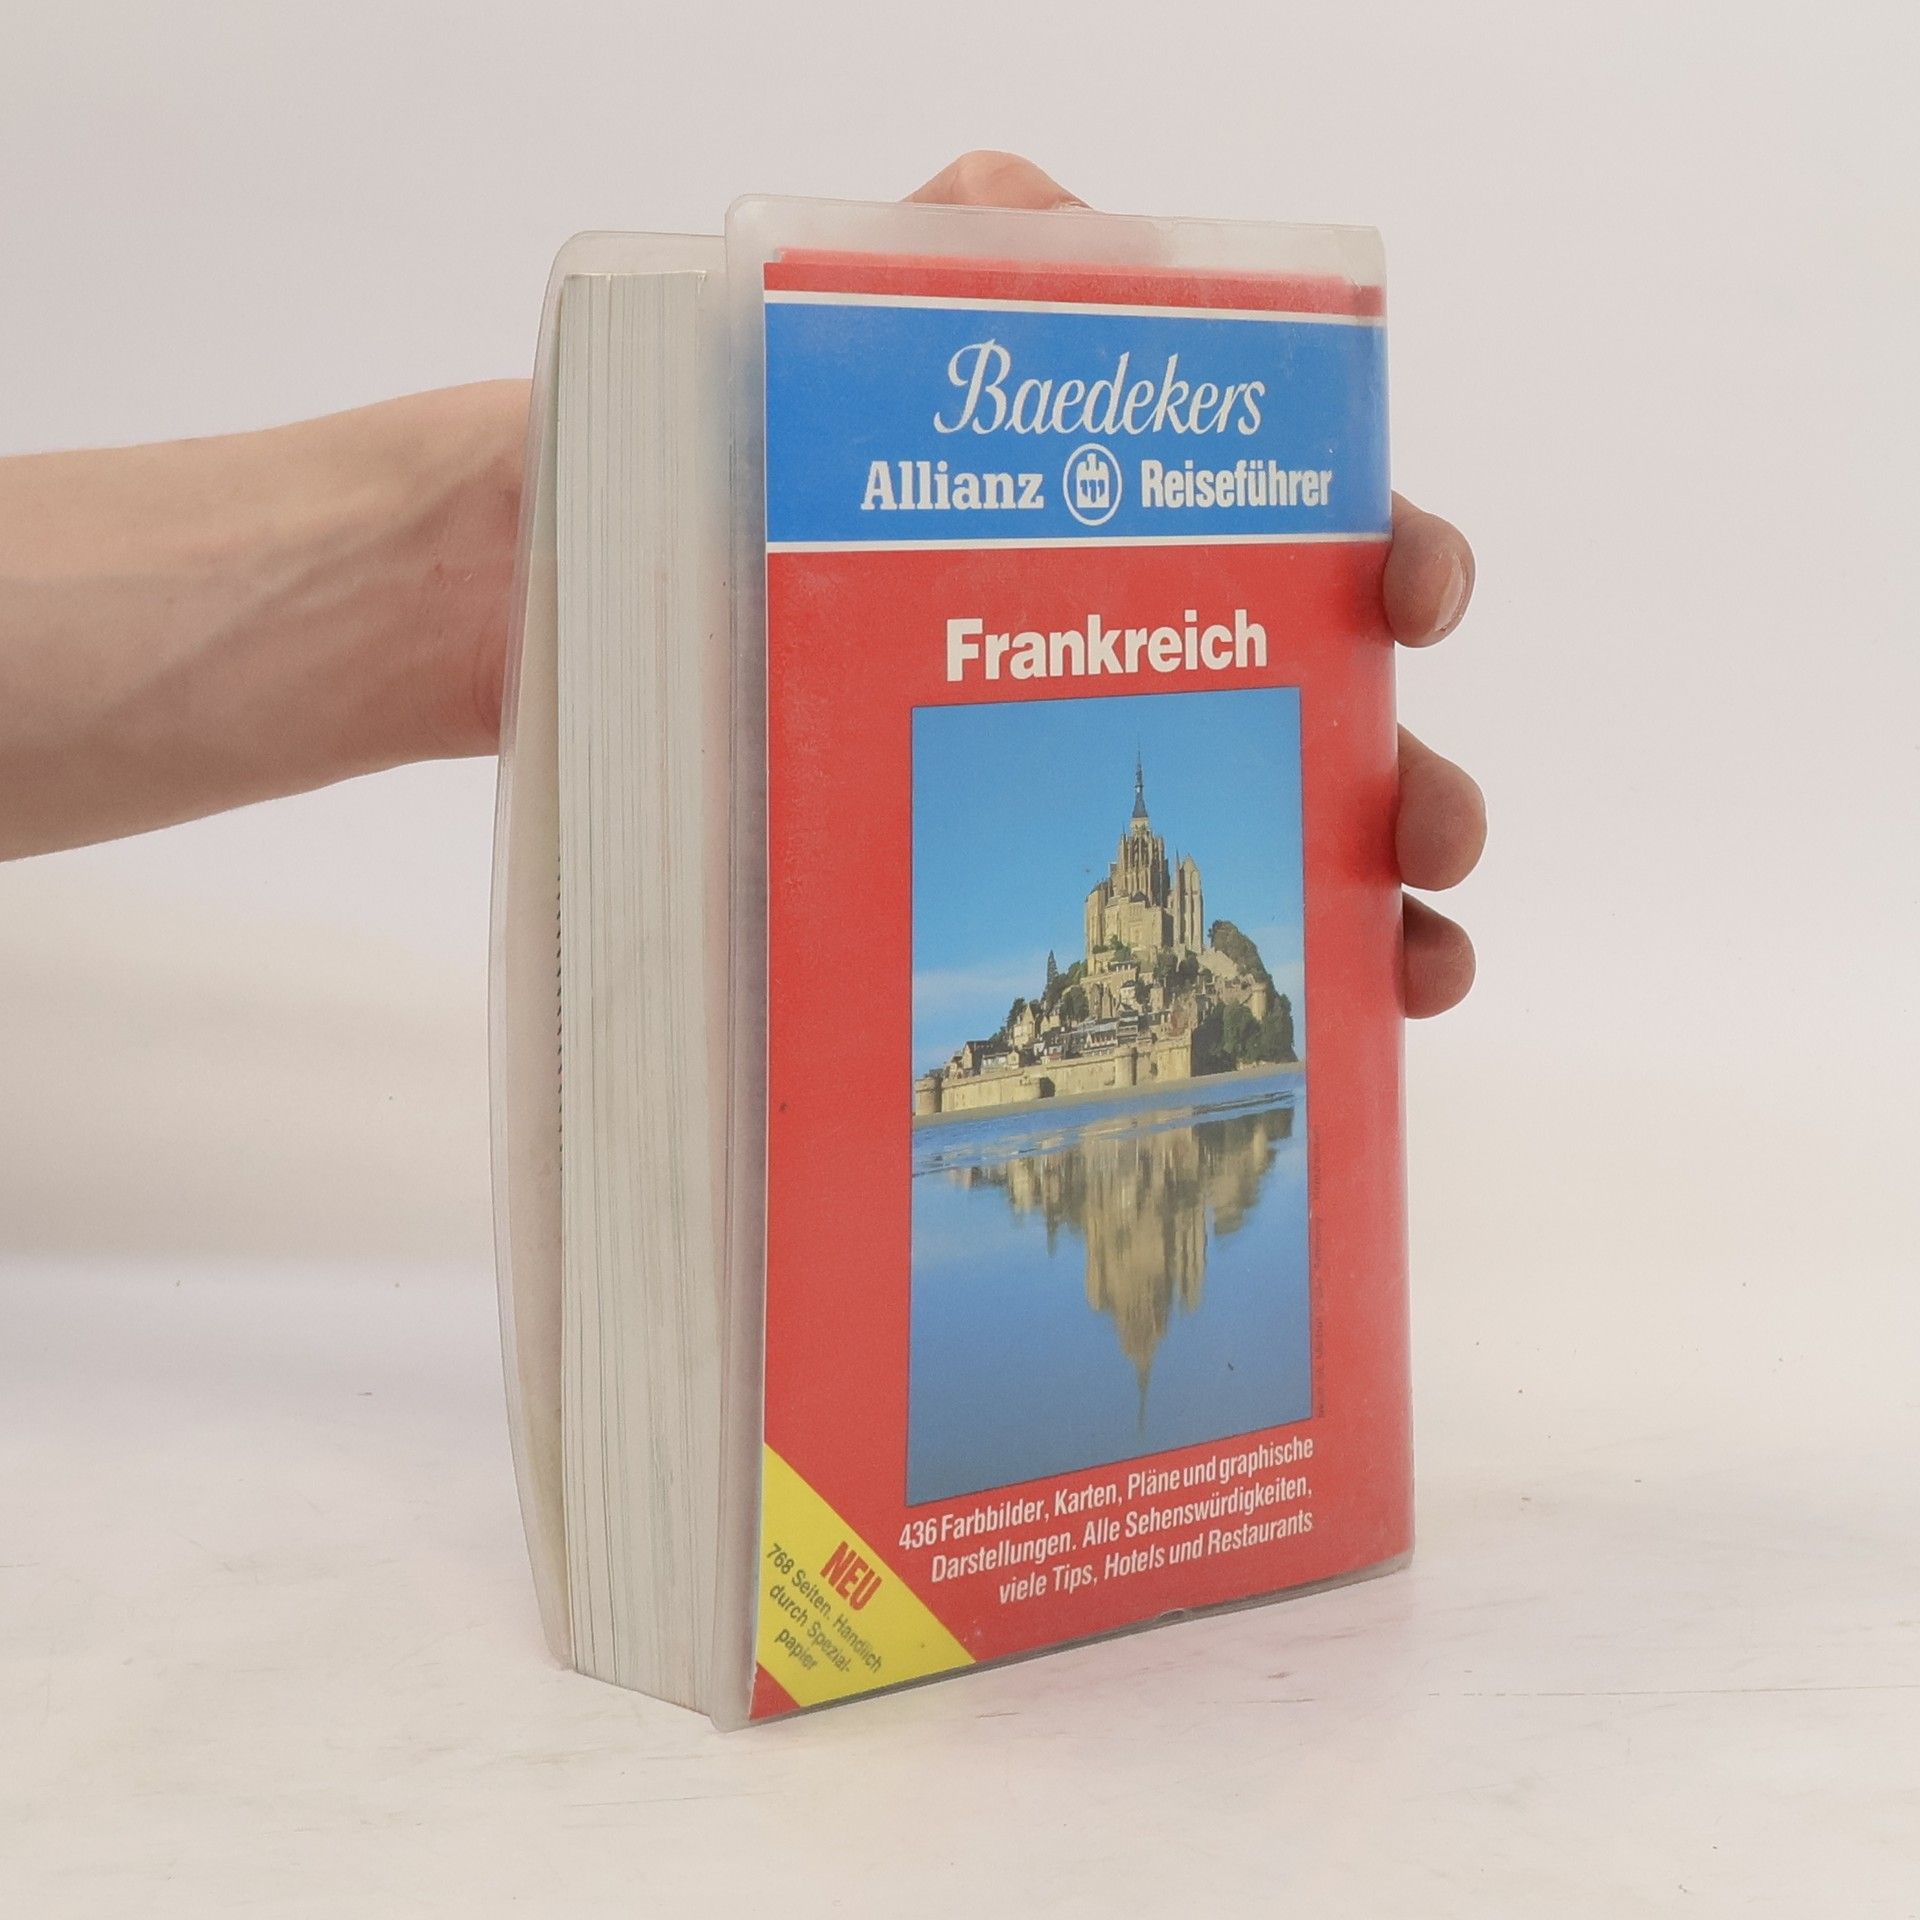 Baedekers
Allianz Reiseführer
Frankreich
436 Farbbilder, Karten, Pläne und graphische
Darstellungen. Alle Sehenswürdigkeiten,
viele Tips, Hotels und Restaurants
NEU
768 Seiten. Handlich
durch Spezial-
papier